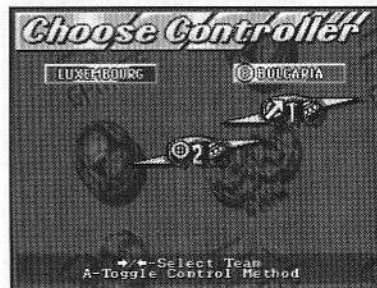 Choose Controller
LUXEMBOURG
BULGARIA
1
2
→/←-Select Team
A-Toggle Control Method